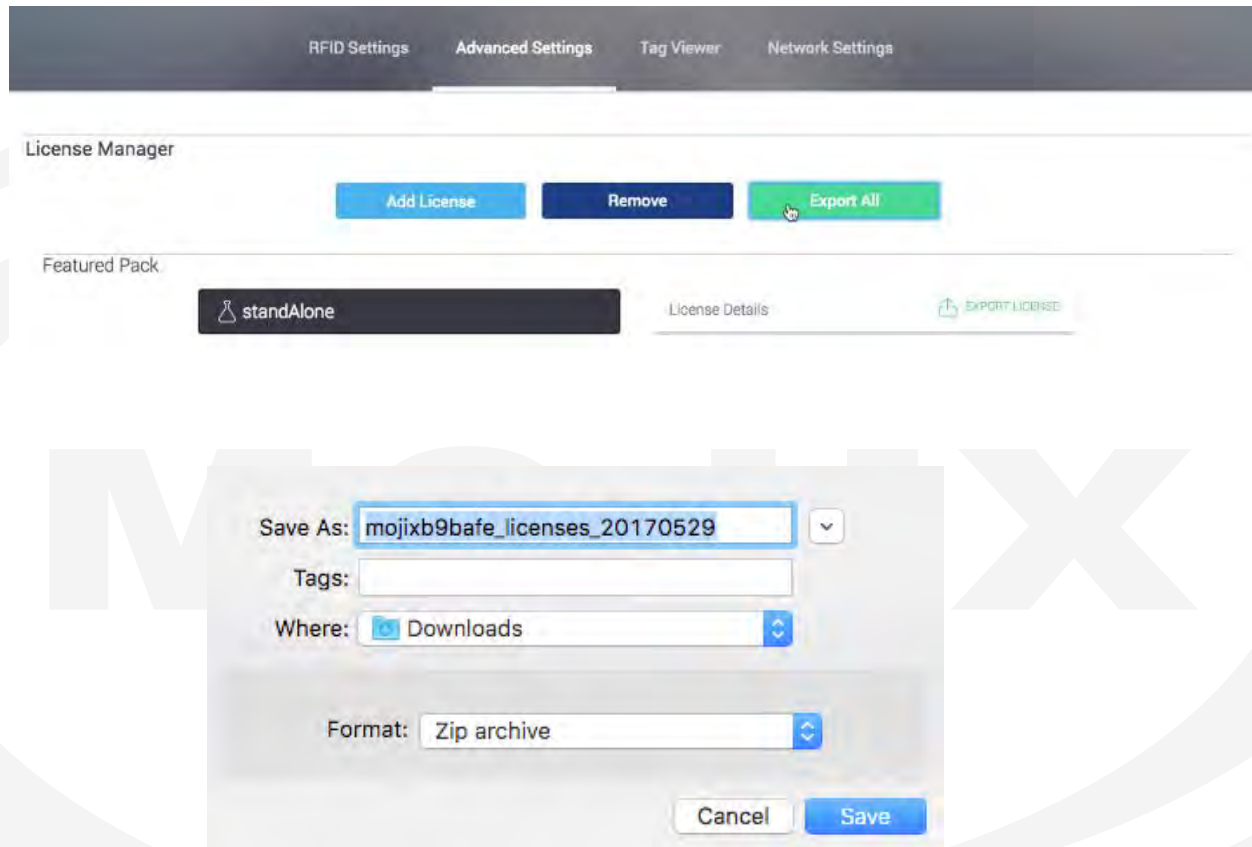 RFID Settings Advanced Settings Tag Viewer Network Settings
License Manager
Add License Remove Export All
Featured Pack
standAlone License Details EXPORT LICENSE
Save As: mojixb9bafe_licenses_20170529
Tags:
Where: Downloads
Format: Zip archive
Cancel Save